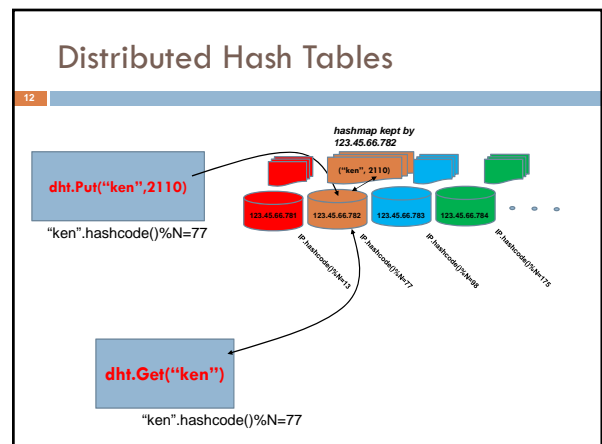 Distributed Hash Tables
12
hashmap kept by
123.45.66.782
dht.Put(“ken”,2110)
(“ken”, 2110)
“ken”.hashcode()%N=77
123.45.66.781
123.45.66.782
123.45.66.783
123.45.66.784
IP.hashcode()%N=13
IP.hashcode()%N=77
IP.hashcode()%N=98
IP.hashcode()%N=175
dht.Get(“ken”)
“ken”.hashcode()%N=77